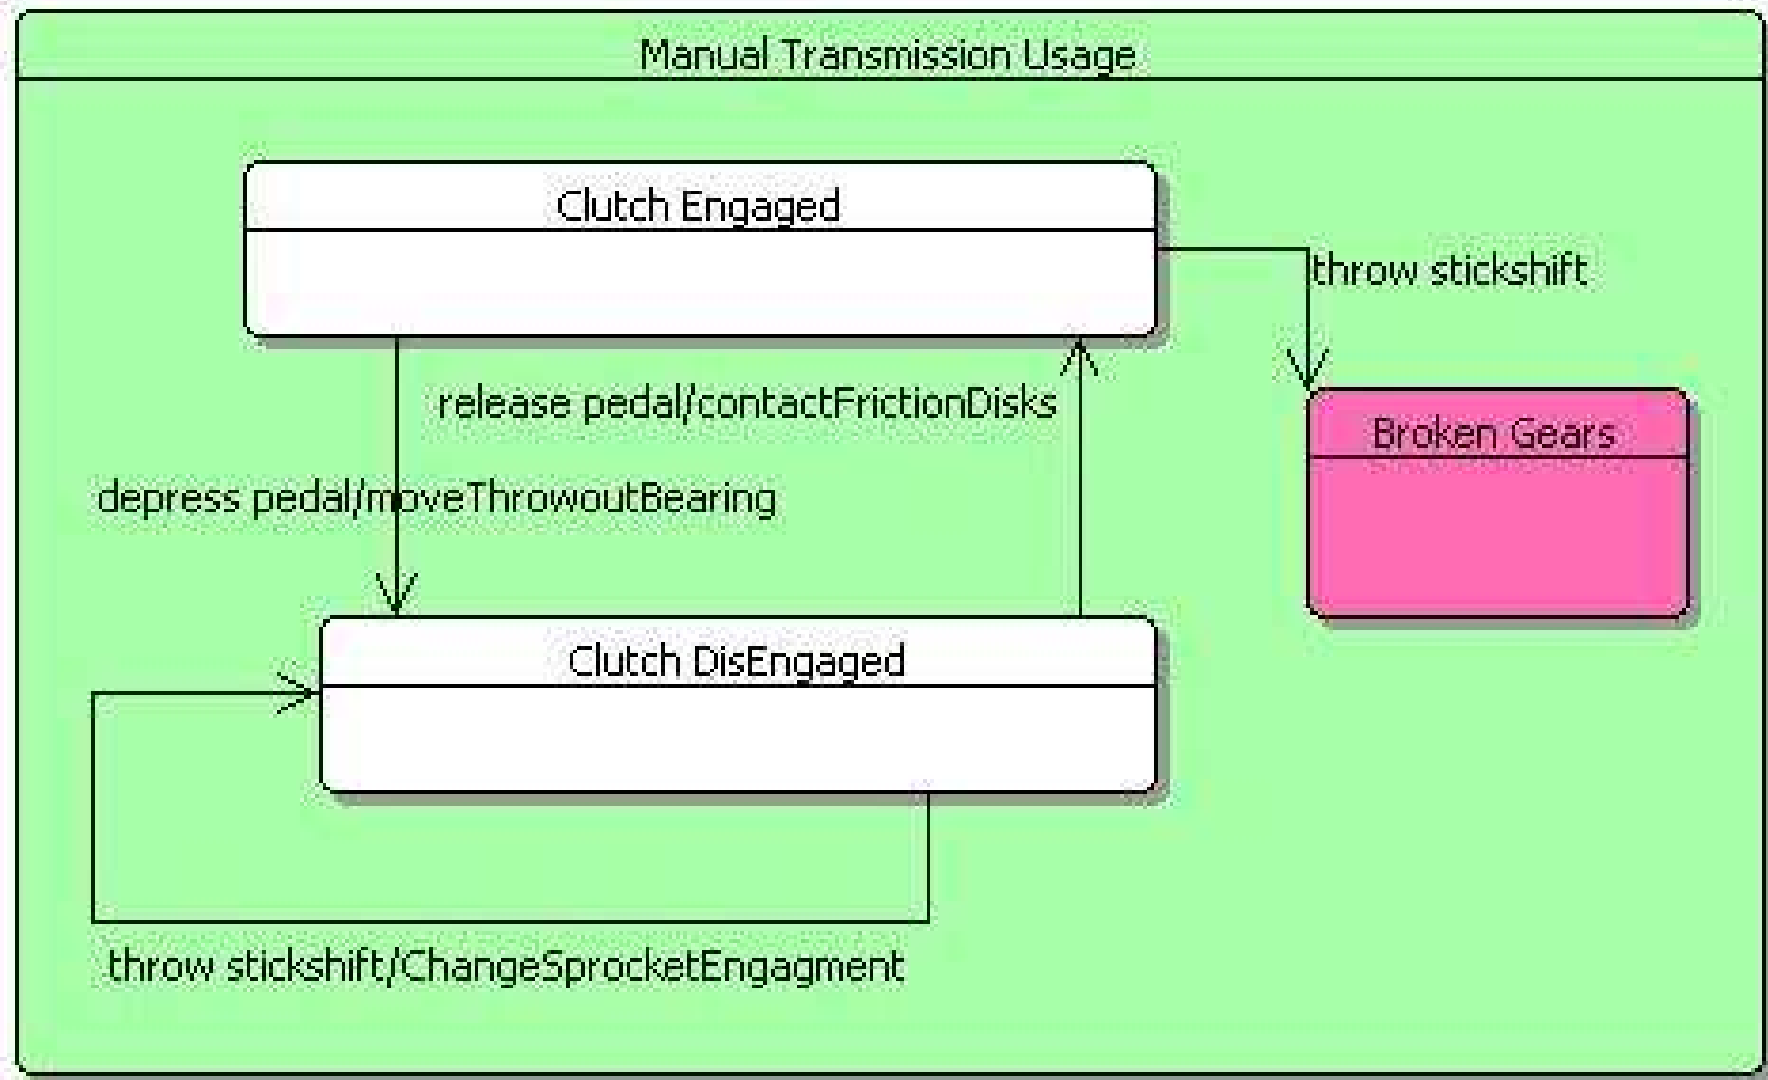 Manual Transmission Usage
Clutch Engaged
throw stickshift
release pedal/contactFrictionDisks
Broken Gears
depress pedal/moveThrowoutBearing
Clutch DisEngaged
throw stickshift/ChangeSprocketEngagment